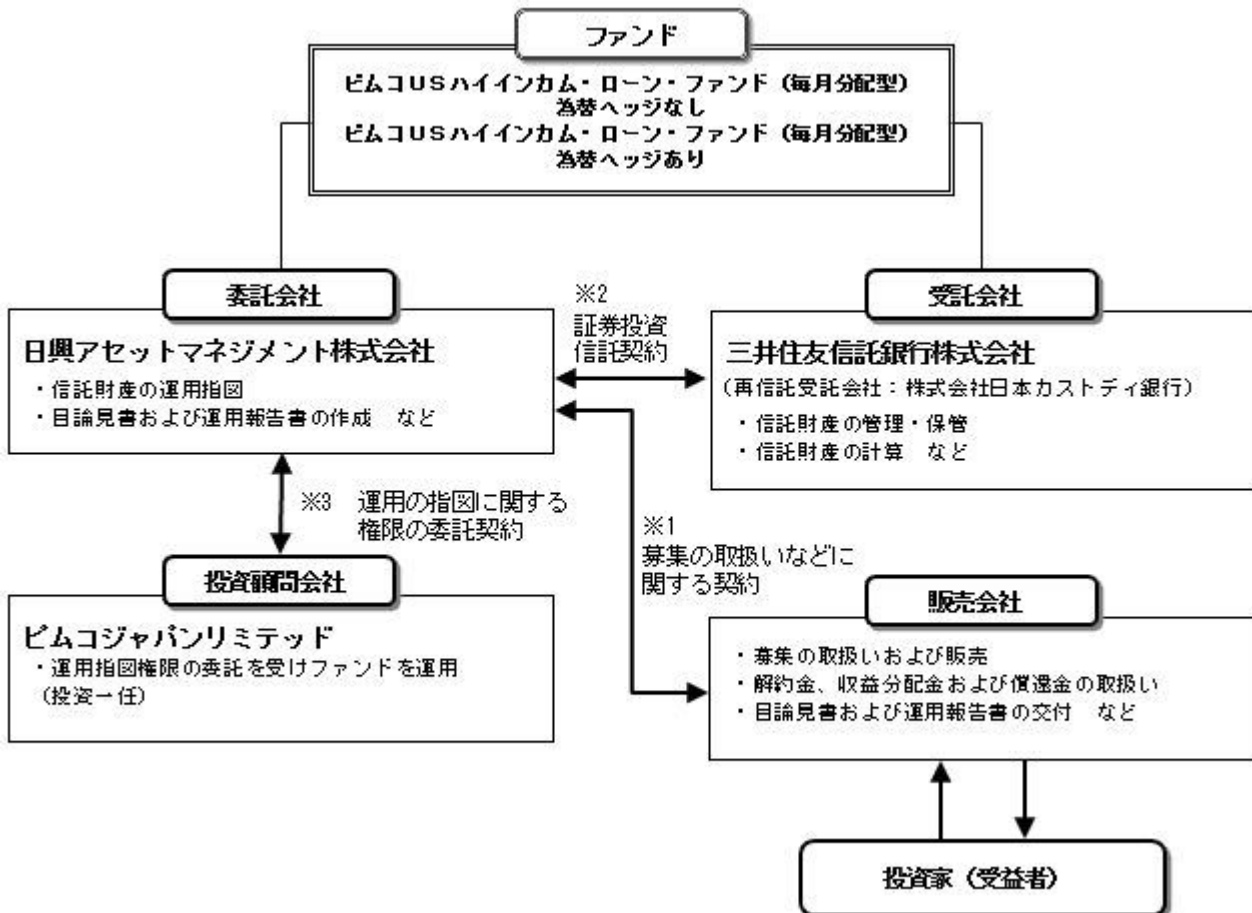 ファンド
ピムコUSハイインカム・ローン・ファンド（毎月分配型）
為替ヘッジなし
ピムコUSハイインカム・ローン・ファンド（毎月分配型）
為替ヘッジあり
委託会社
日興アセットマネジメント株式会社
・信託財産の運用指図
・目論見書および運用報告書の作成　など
※2
証券投資
信託契約
受託会社
三井住友信託銀行株式会社
（再信託受託会社：株式会社日本カストディ銀行）
・信託財産の管理・保管
・信託財産の計算　など
※3　運用の指図に関する
権限の委託契約
※1
募集の取扱いなどに
関する契約
投資顧問会社
ピムコジャパンリミテッド
・運用指図権限の委託を受けファンドを運用
（投資一任）
販売会社
・募集の取扱いおよび販売
・解約金、収益分配金および償還金の取扱い
・目論見書および運用報告書の交付　など
投資家（受益者）